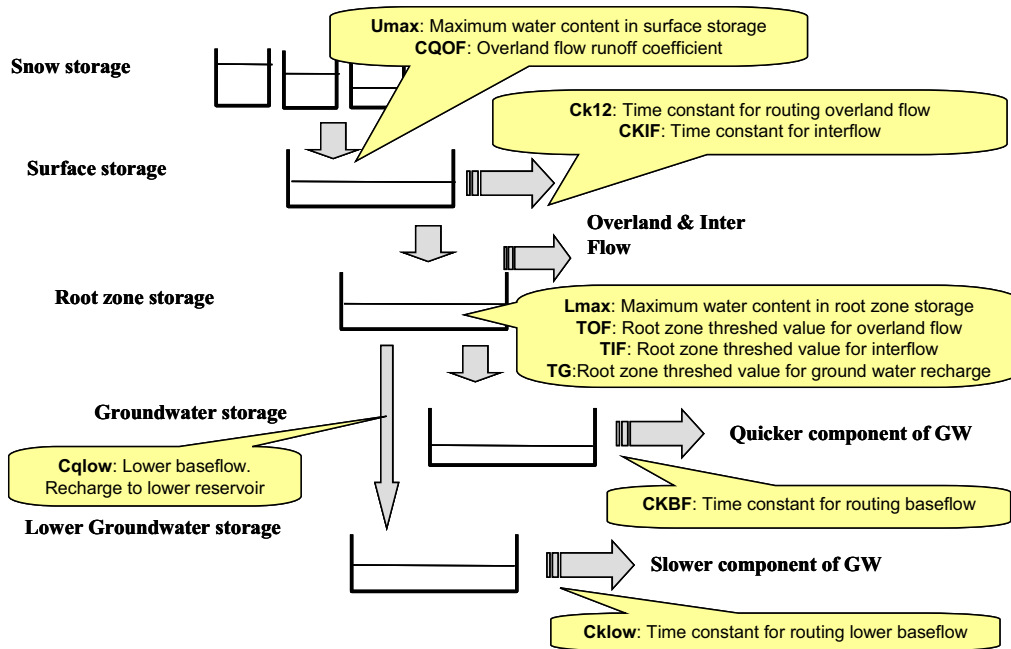 Umax: Maximum water content in surface storage
CQOF: Overland flow runoff coefficient
Snow storage
Ck12: Time constant for routing overland flow
CKIF: Time constant for interflow
Surface storage
Overland & Inter
Flow
Root zone storage
Lmax: Maximum water content in root zone storage
TOF: Root zone threshed value for overland flow
TIF: Root zone threshed value for interflow
TG:Root zone threshed value for ground water recharge
Groundwater storage
Quicker component of GW
Cqlow: Lower baseflow.
Recharge to lower reservoir
CKBF: Time constant for routing baseflow
Lower Groundwater storage
Slower component of GW
Cklow: Time constant for routing lower baseflow